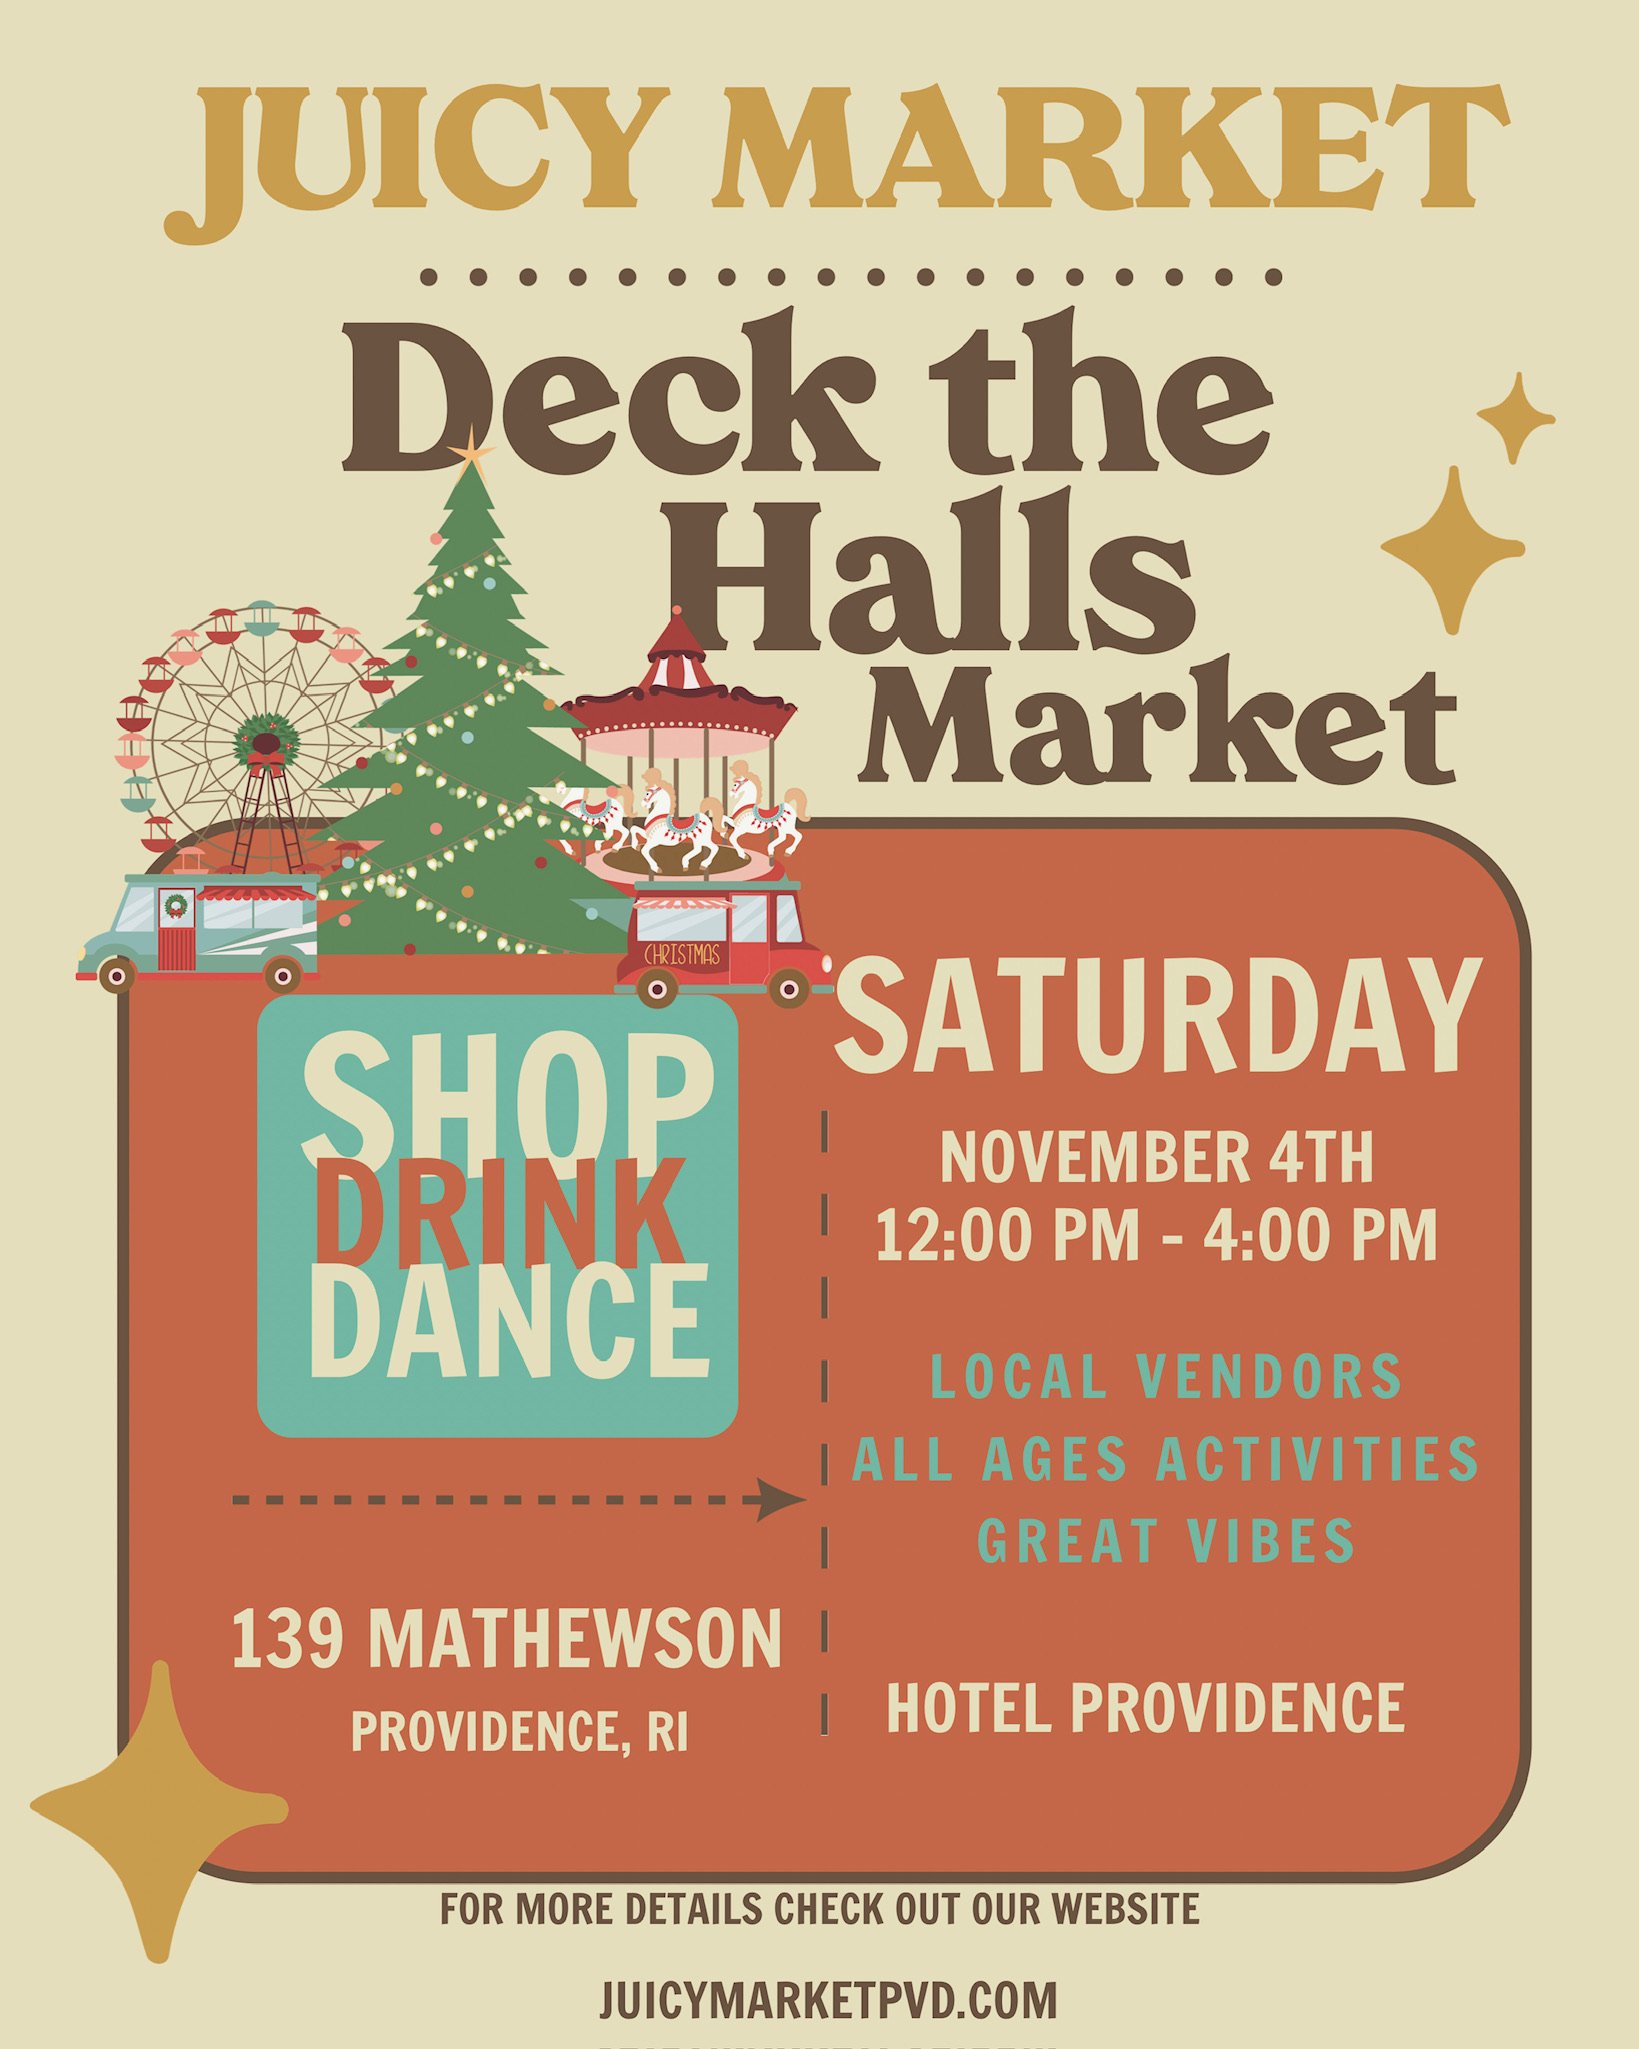 JUICY MARKET
Deck the
Halls
Market
CHRISTMAS
SHOP
DRINK
DANCE
139 MATHEWSON
PROVIDENCE, RI
SATURDAY
NOVEMBER 4TH
12:00 PM - 4:00 PM
LOCAL VENDORS
ALL AGES ACTIVITIES
GREAT VIBES
HOTEL PROVIDENCE
FOR MORE DETAILS CHECK OUT OUR WEBSITE
JUICYMARKETPVD.COM